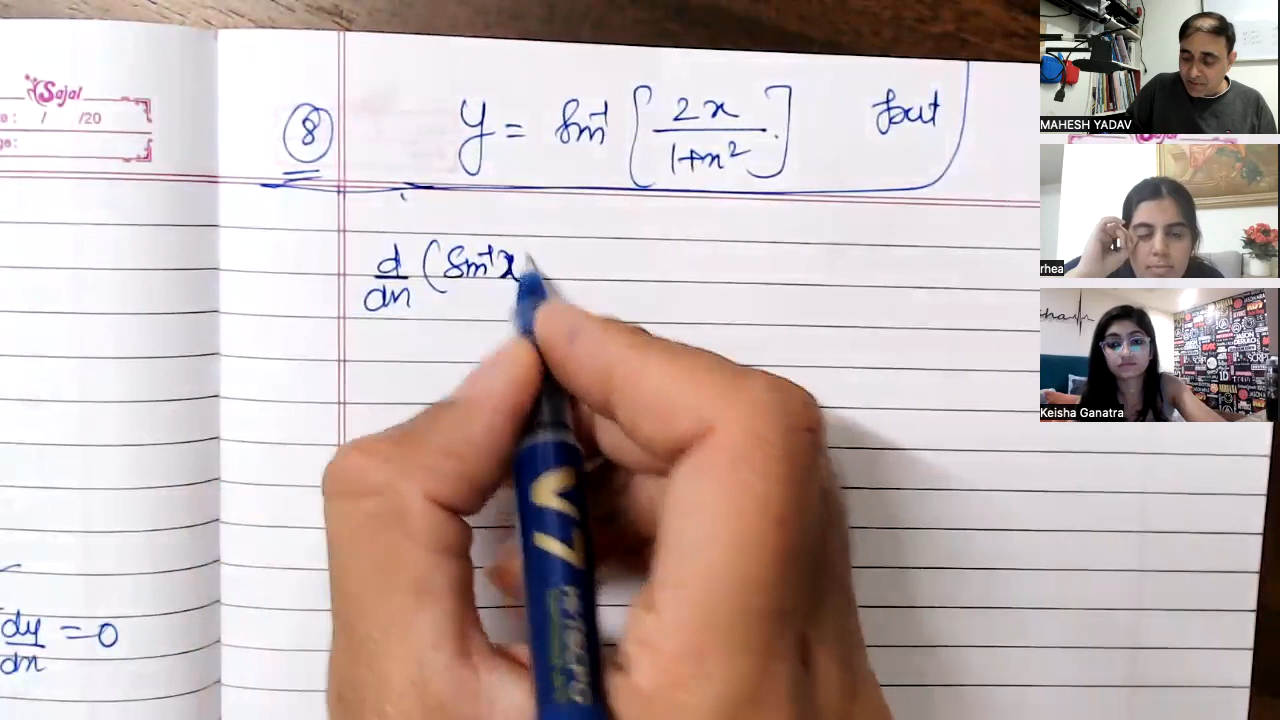 Sajal
/ /20
8 y = Sin⁻¹ [ 2x / 1+x² ]
d/dx (Sin⁻¹x
dy/dx = 0
V7
MAHESH YADAV
rhea
Keisha Ganatra